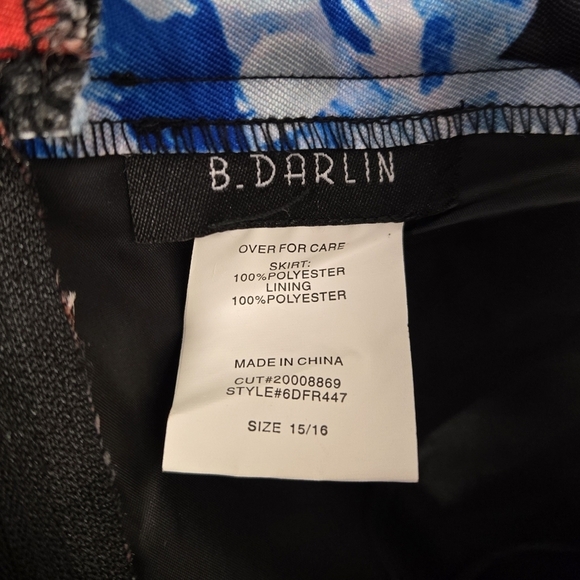 B.DARLIN
OVER FOR CARE
SKIRT:
100%POLYESTER
LINING
100%POLYESTER
MADE IN CHINA
CUT#20008869
STYLE#6DFR447
SIZE 15/16